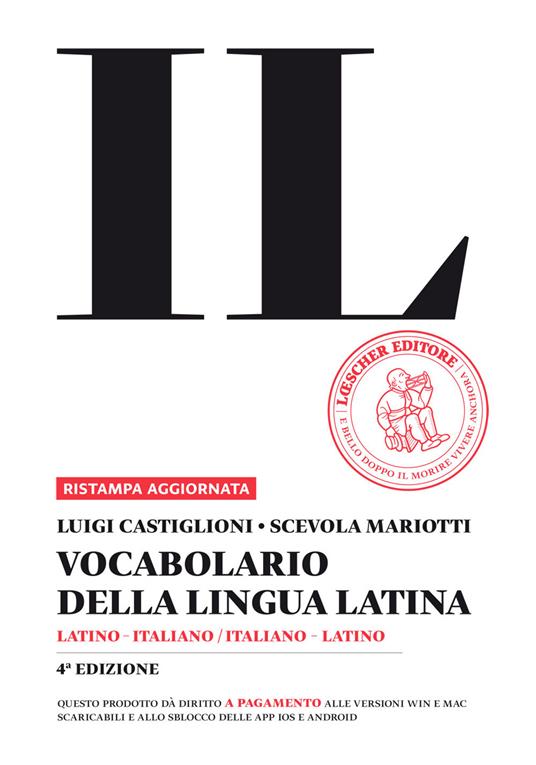 IL
LŒSCHER EDITORE
E BELLO DOPPO IL MORIRE VIVERE ANCHORA
RISTAMPA AGGIORNATA
LUIGI CASTIGLIONI • SCEVOLA MARIOTTI
VOCABOLARIO
DELLA LINGUA LATINA
LATINO – ITALIANO / ITALIANO – LATINO
4ª EDIZIONE
QUESTO PRODOTTO DÀ DIRITTO A PAGAMENTO ALLE VERSIONI WIN E MAC
SCARICABILI E ALLO SBLOCCO DELLE APP IOS E ANDROID